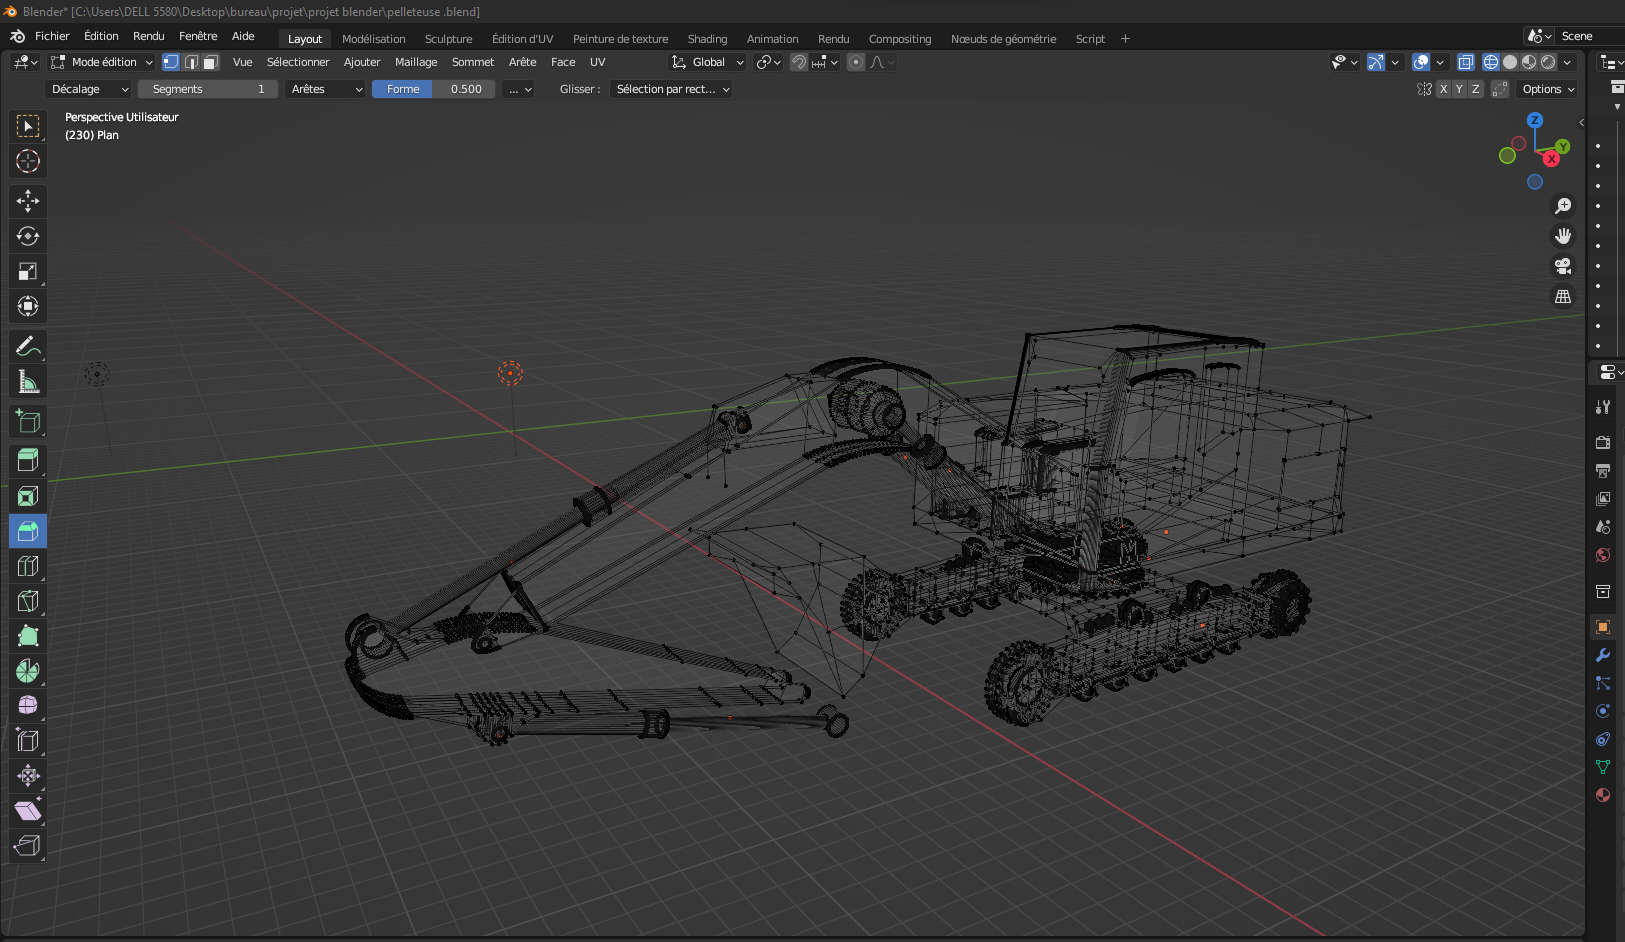 Blender* [C:\Users\DELL 5580\Desktop\bureau\projet\projet blender\pelleteuse .blend]
Fichier Édition Rendu Fenêtre Aide Layout Modélisation Sculpture Édition d'UV Peinture de texture Shading Animation Rendu Compositing Nœuds de géométrie Script + Scene
Mode édition Vue Sélectionner Ajouter Maillage Sommet Arête Face UV Global
Décalage Segments 1 Arêtes Forme 0.500 ... Glisser : Sélection par rect... X Y Z Options
Perspective Utilisateur
(230) Plan
Z
Y
X